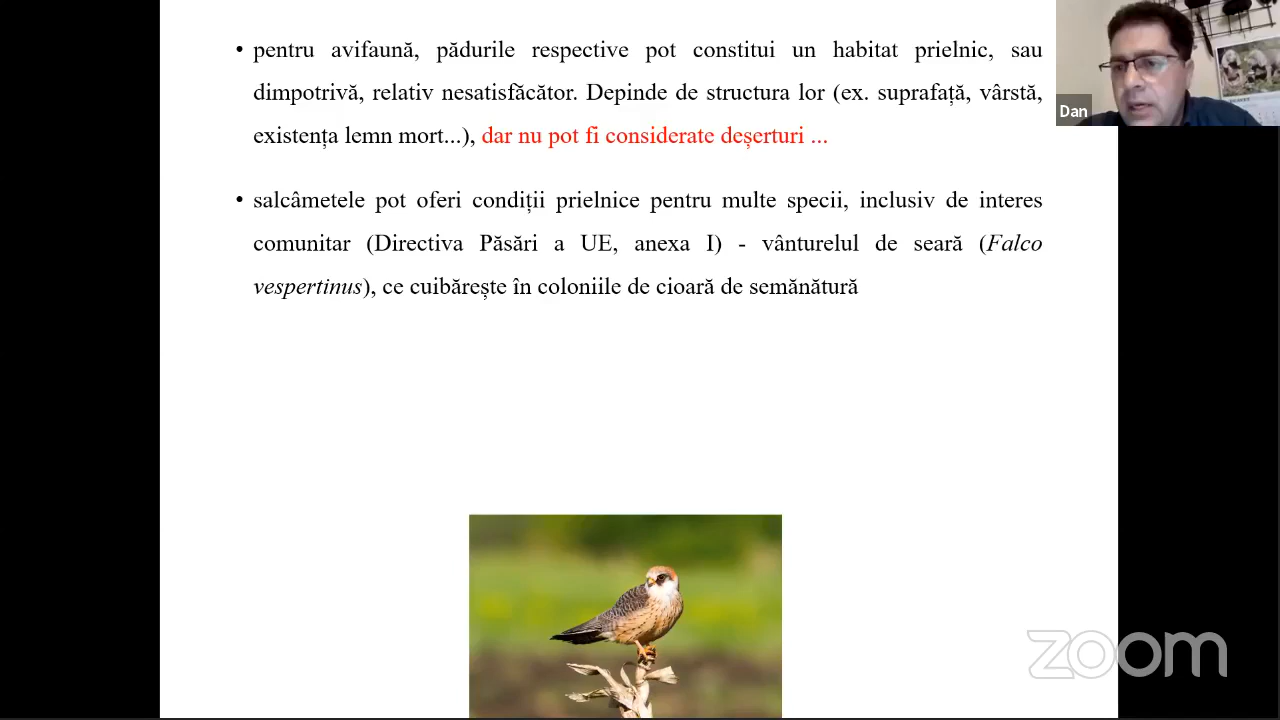 • pentru avifaună, pădurile respective pot constitui un habitat prielnic, sau
dimpotrivă, relativ nesatisfăcător. Depinde de structura lor (ex. suprafață, vârstă,
existența lemn mort...), dar nu pot fi considerate deșerturi ...
• salcâmetele pot oferi condiții prielnice pentru multe specii, inclusiv de interes
comunitar (Directiva Păsări a UE, anexa I) - vânturelul de seară (Falco
vespertinus), ce cuibărește în coloniile de cioară de semănătură
Dan
zoom